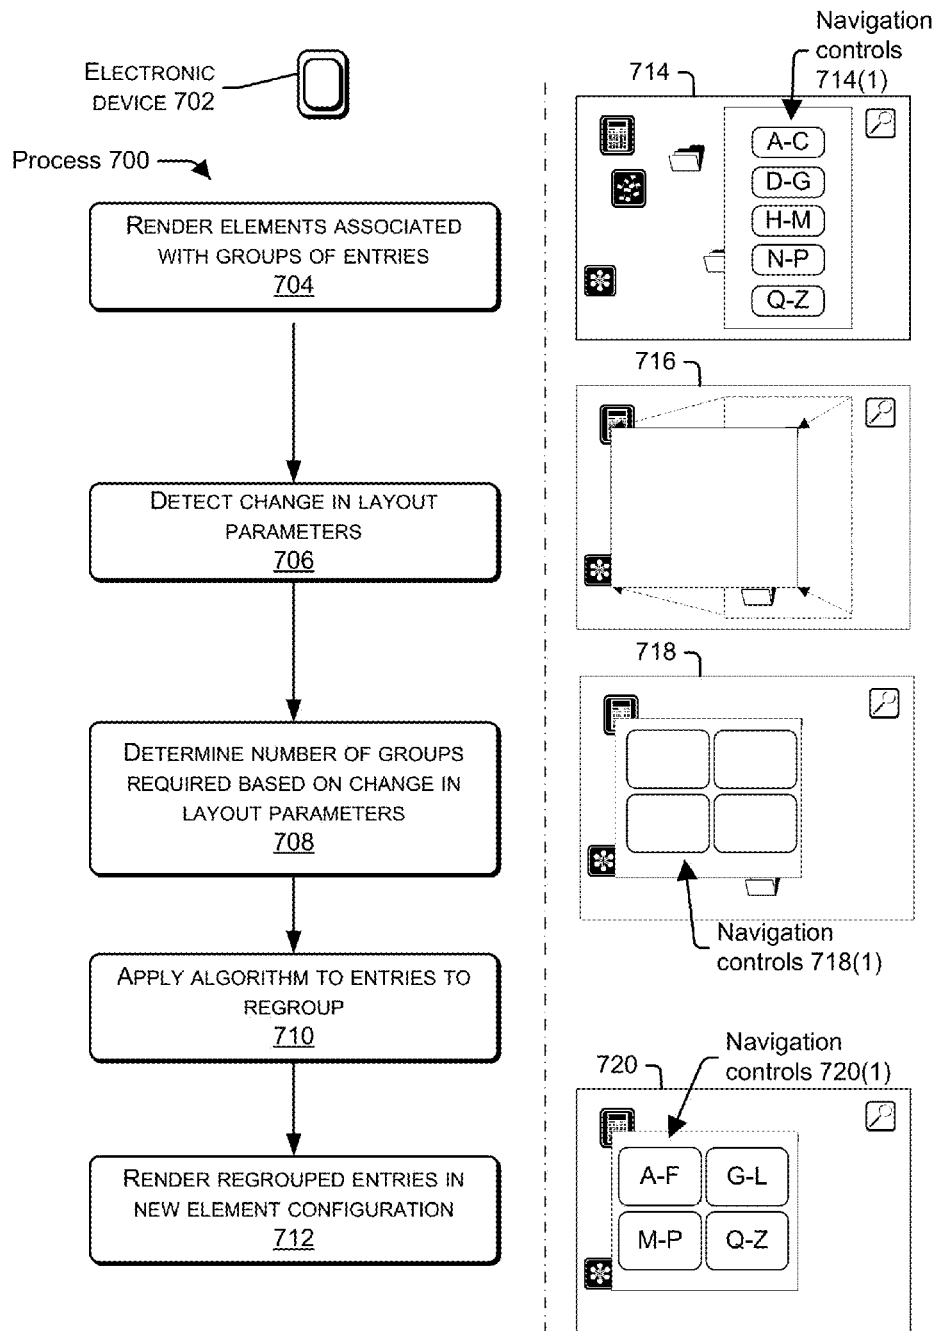 ELECTRONIC
DEVICE 702
Process 700
RENDER ELEMENTS ASSOCIATED
WITH GROUPS OF ENTRIES
704
DETECT CHANGE IN LAYOUT
PARAMETERS
706
DETERMINE NUMBER OF GROUPS
REQUIRED BASED ON CHANGE IN
LAYOUT PARAMETERS
708
APPLY ALGORITHM TO ENTRIES TO
REGROUP
710
RENDER REGROUPED ENTRIES IN
NEW ELEMENT CONFIGURATION
712
Navigation
controls
714(1)
714
A-C
D-G
H-M
N-P
Q-Z
716
718
Navigation
controls 718(1)
Navigation
controls 720(1)
720
A-F G-L
M-P Q-Z